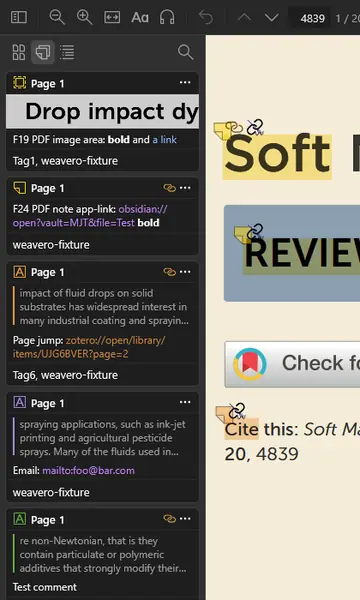 Aa
4839
1 / 20
Page 1
Drop impact dy
F19 PDF image area: bold and a link
Tag1, weavero-fixture
Page 1
F24 PDF note app-link: obsidian://
open?vault=MJT&file=Test bold
weavero-fixture
Page 1
impact of fluid drops on solid
substrates has widespread interest in
many industrial coating and sprayin...
Page jump: zotero://open/library/
items/UJG6BVER?page=2
Tag6, weavero-fixture
Page 1
spraying applications, such as ink-jet
printing and agricultural pesticide
sprays. Many of the fluids used in...
Email: mailto:foo@bar.com
weavero-fixture
Page 1
re non-Newtonian, that is they
contain particulate or polymeric
additives that strongly modify their...
Test comment
Soft
REVIEW
Check fo
Cite this: Soft Ma
20, 4839